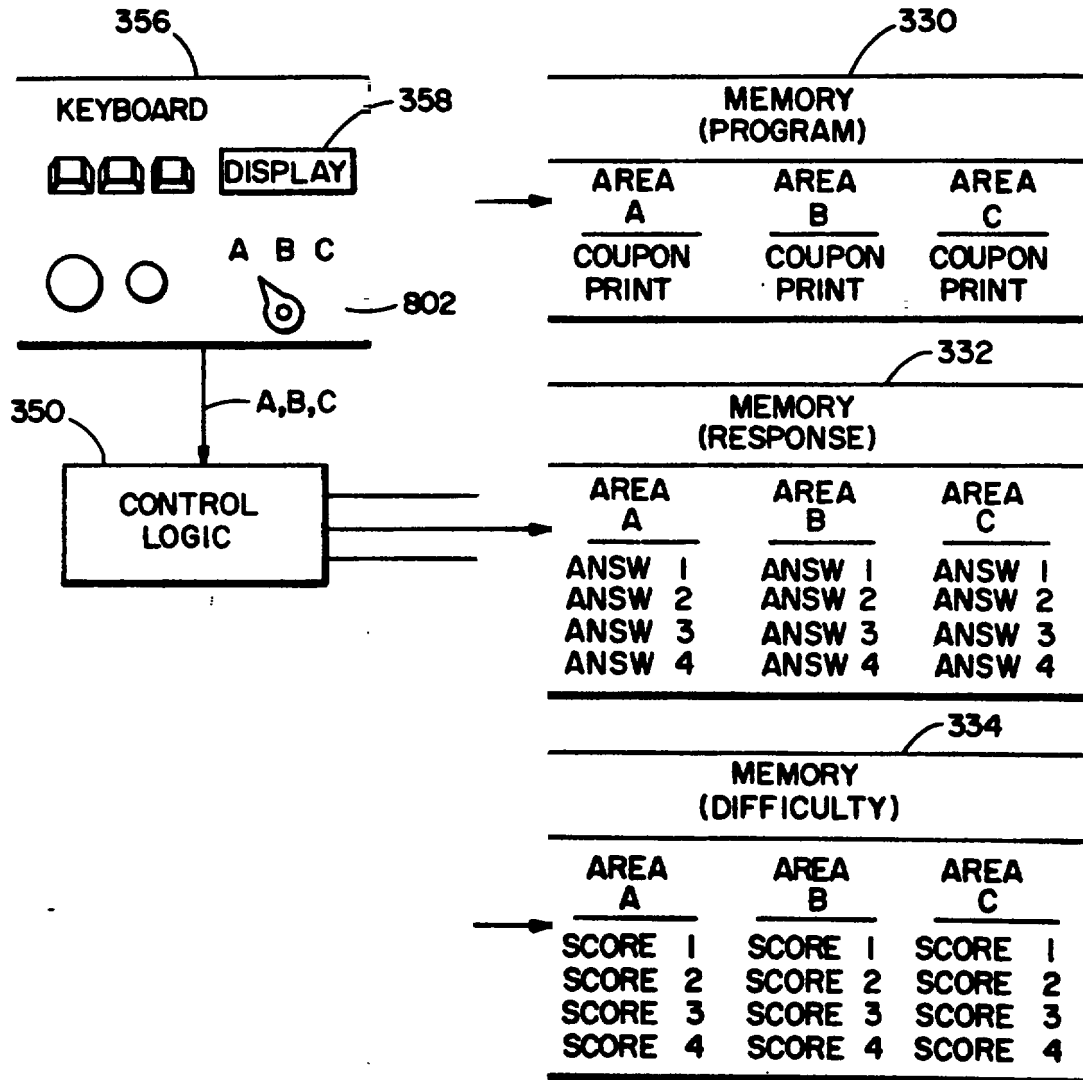 356
KEYBOARD
358
DISPLAY
A B C
802
A,B,C
350
CONTROL
LOGIC
330
MEMORY
(PROGRAM)
AREA AREA AREA
A B C
COUPON COUPON COUPON
PRINT PRINT PRINT
332
MEMORY
(RESPONSE)
AREA AREA AREA
A B C
ANSW 1 ANSW 1 ANSW 1
ANSW 2 ANSW 2 ANSW 2
ANSW 3 ANSW 3 ANSW 3
ANSW 4 ANSW 4 ANSW 4
334
MEMORY
(DIFFICULTY)
AREA AREA AREA
A B C
SCORE 1 SCORE 1 SCORE 1
SCORE 2 SCORE 2 SCORE 2
SCORE 3 SCORE 3 SCORE 3
SCORE 4 SCORE 4 SCORE 4